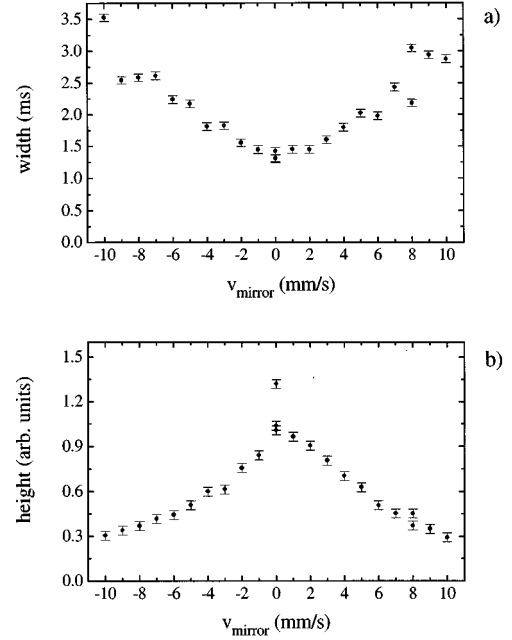 a)
3.5
3.0
2.5
2.0
1.5
1.0
0.5
0.0
width (ms)
-10 -8 -6 -4 -2 0 2 4 6 8 10
v_mirror (mm/s)
b)
1.5
1.2
0.9
0.6
0.3
0.0
height (arb. units)
-10 -8 -6 -4 -2 0 2 4 6 8 10
v_mirror (mm/s)